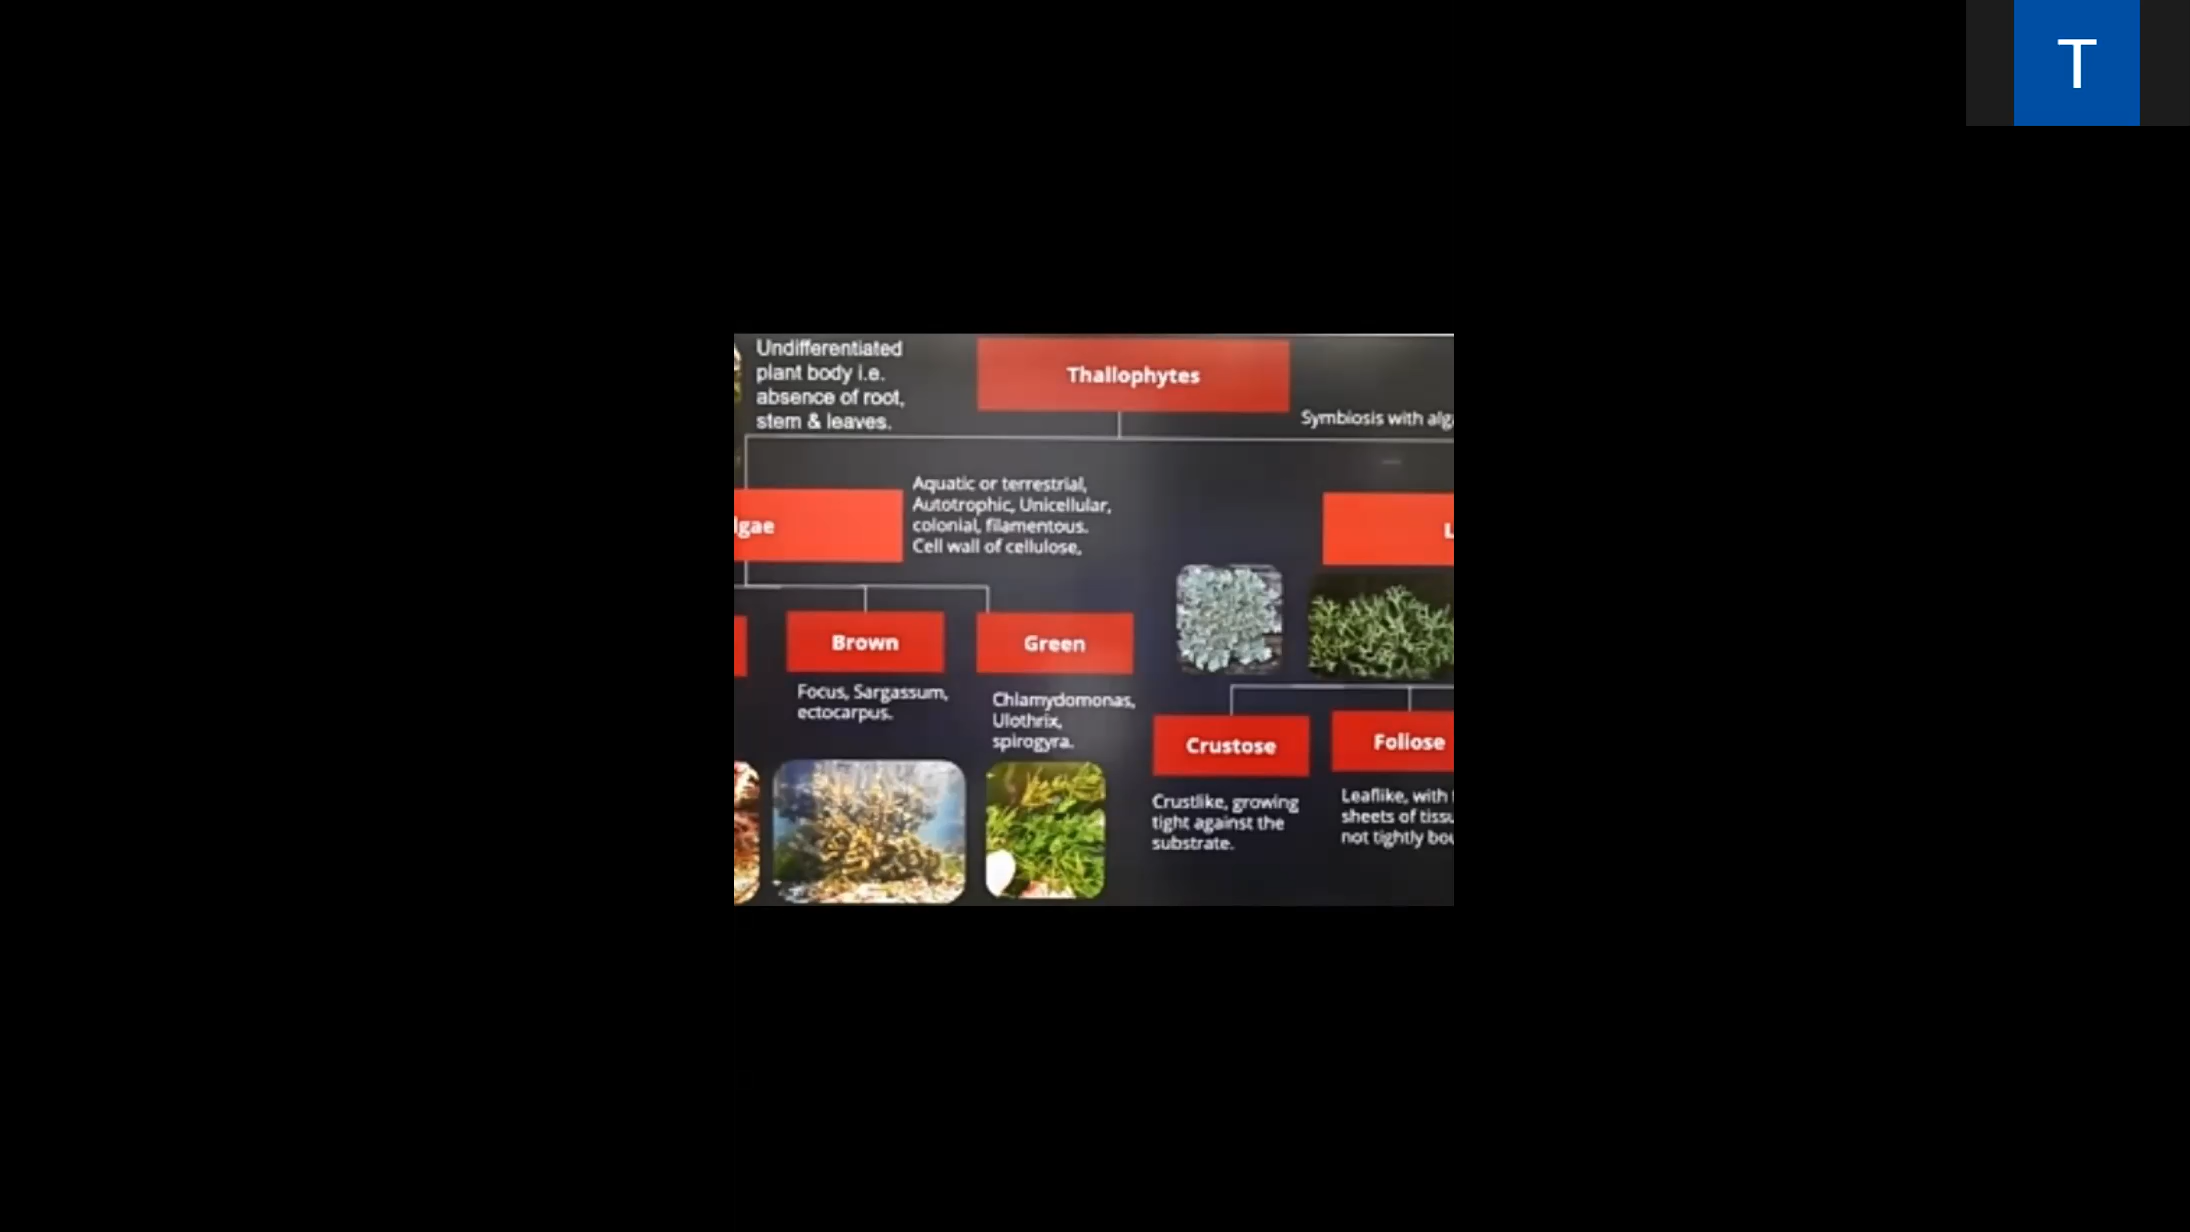 T
Undifferentiated
plant body i.e.
absence of root,
stem & leaves.
Thallophytes
Symbiosis with alg
lgae
Aquatic or terrestrial,
Autotrophic, Unicellular,
colonial, filamentous.
Cell wall of cellulose,
L
Brown
Green
Focus, Sargassum,
ectocarpus.
Chlamydomonas,
Ulothrix,
spirogyra.
Crustose
Foliose
Crustlike, growing
tight against the
substrate.
Leaflike, with
sheets of tissu
not tightly bou